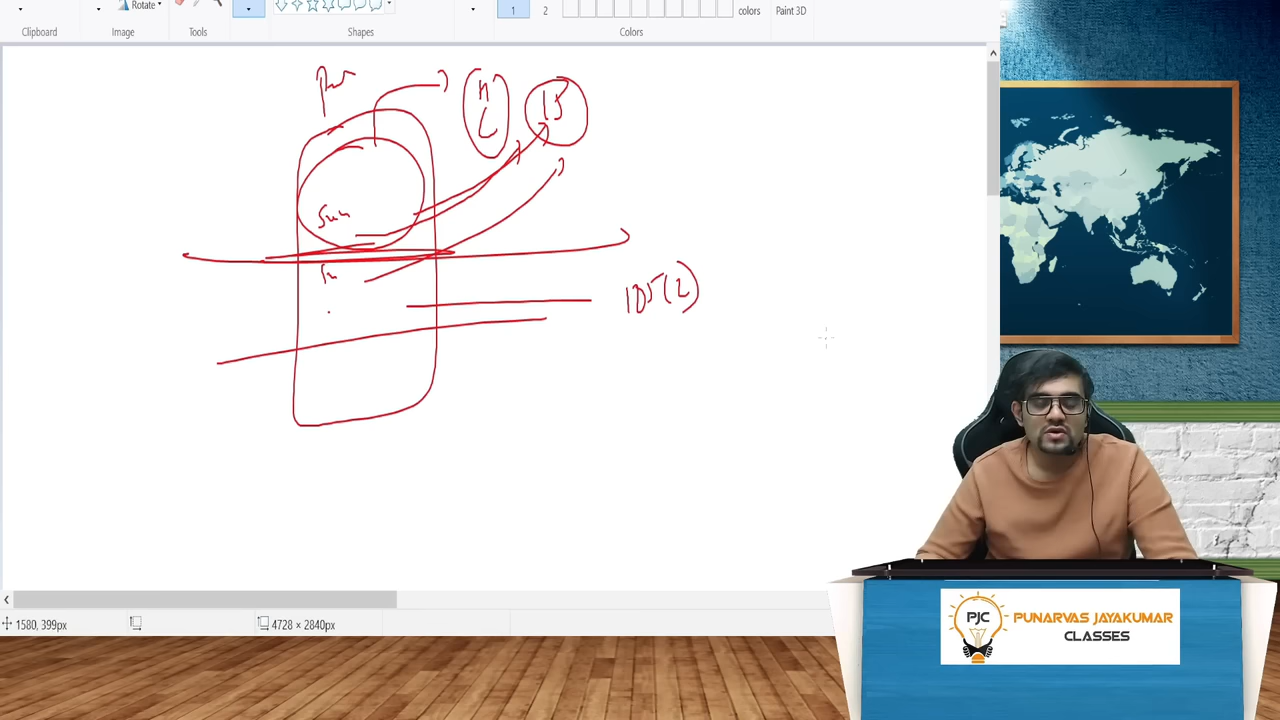 Rotate
1
2
colors
Paint 3D
Clipboard
Image
Tools
Shapes
Colors
H
L
15
Sun
105(2)
1580, 399px
4728 × 2840px
PJC
PUNARVAS JAYAKUMAR
CLASSES